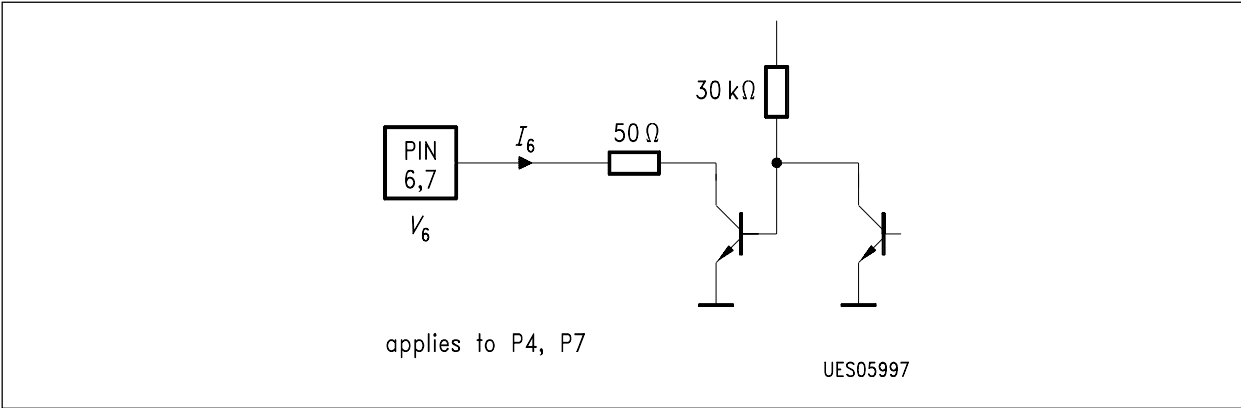 30 kΩ
50 Ω
I6
PIN
6,7
V6
applies to P4, P7
UES05997